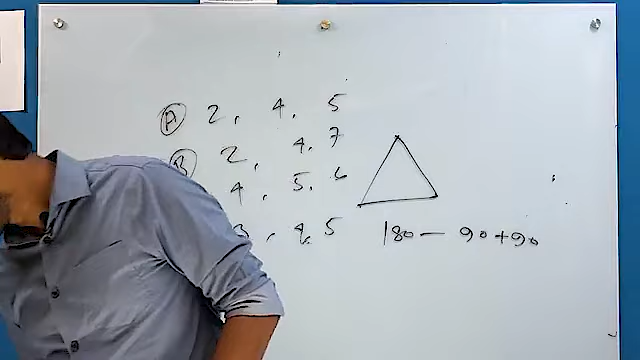 A 2, 4, 5
B 2, 4, 7
4, 5, 6
3, 4, 5
180 — 90 + 90